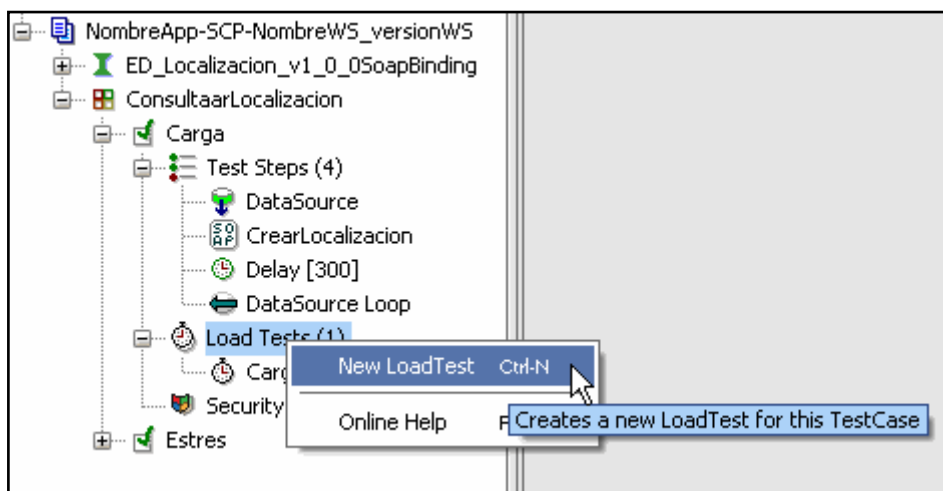 NombreApp-SCP-NombreWS_versionWS
ED_Localizacion_v1_0_0SoapBinding
ConsultaarLocalizacion
Carga
Test Steps (4)
DataSource
SOAP
CrearLocalizacion
Delay [300]
DataSource Loop
Load Tests (1)
New LoadTest Ctrl-N
Security
Online Help
Creates a new LoadTest for this TestCase
Estres